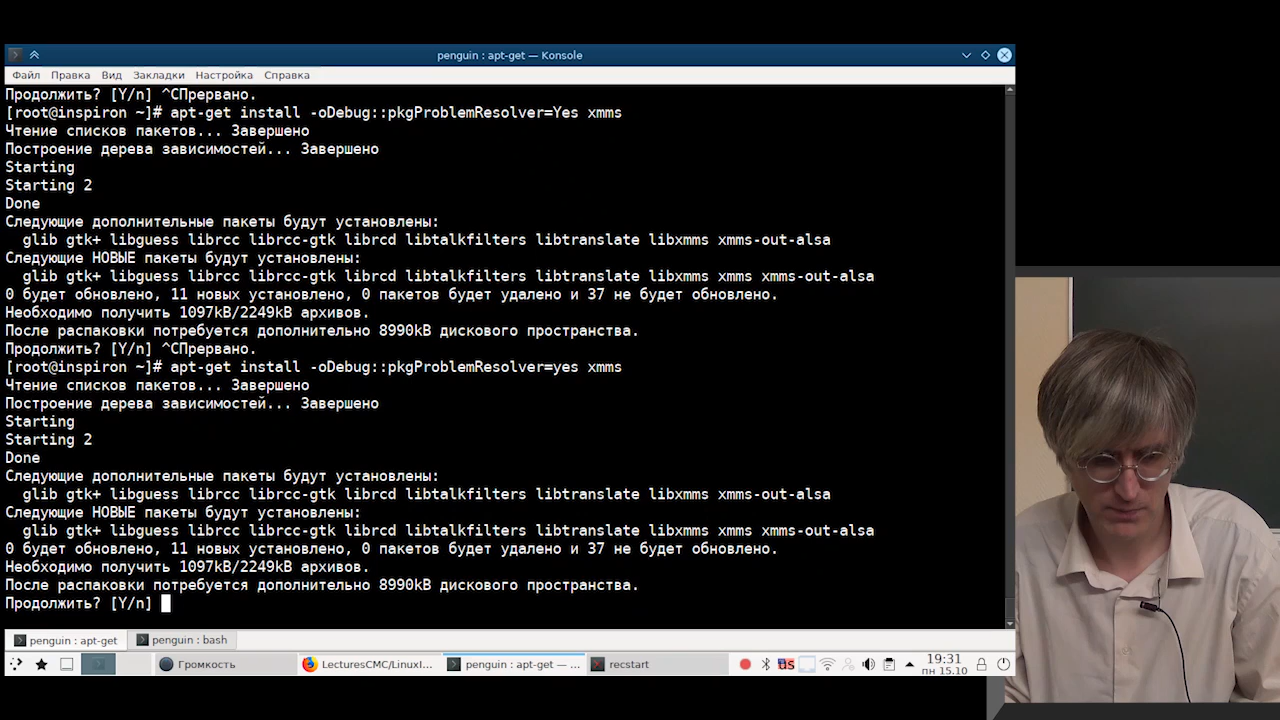 penguin : apt-get — Konsole
Файл Правка Вид Закладки Настройка Справка
Продолжить? [Y/n] ^CПрервано.
[root@inspiron ~]# apt-get install -oDebug::pkgProblemResolver=Yes xmms
Чтение списков пакетов... Завершено
Построение дерева зависимостей... Завершено
Starting
Starting 2
Done
Следующие дополнительные пакеты будут установлены:
  glib gtk+ libguess librcc librcc-gtk librcd libtalkfilters libtranslate libxmms xmms-out-alsa
Следующие НОВЫЕ пакеты будут установлены:
  glib gtk+ libguess librcc librcc-gtk librcd libtalkfilters libtranslate libxmms xmms xmms-out-alsa
0 будет обновлено, 11 новых установлено, 0 пакетов будет удалено и 37 не будет обновлено.
Необходимо получить 1097kB/2249kB архивов.
После распаковки потребуется дополнительно 8990kB дискового пространства.
Продолжить? [Y/n] ^CПрервано.
[root@inspiron ~]# apt-get install -oDebug::pkgProblemResolver=yes xmms
Чтение списков пакетов... Завершено
Построение дерева зависимостей... Завершено
Starting
Starting 2
Done
Следующие дополнительные пакеты будут установлены:
  glib gtk+ libguess librcc librcc-gtk librcd libtalkfilters libtranslate libxmms xmms-out-alsa
Следующие НОВЫЕ пакеты будут установлены:
  glib gtk+ libguess librcc librcc-gtk librcd libtalkfilters libtranslate libxmms xmms xmms-out-alsa
0 будет обновлено, 11 новых установлено, 0 пакетов будет удалено и 37 не будет обновлено.
Необходимо получить 1097kB/2249kB архивов.
После распаковки потребуется дополнительно 8990kB дискового пространства.
Продолжить? [Y/n]
penguin : apt-get penguin : bash
Громкость LecturesCMC/LinuxI... penguin : apt-get — ... recstart us 19:31
пн 15.10